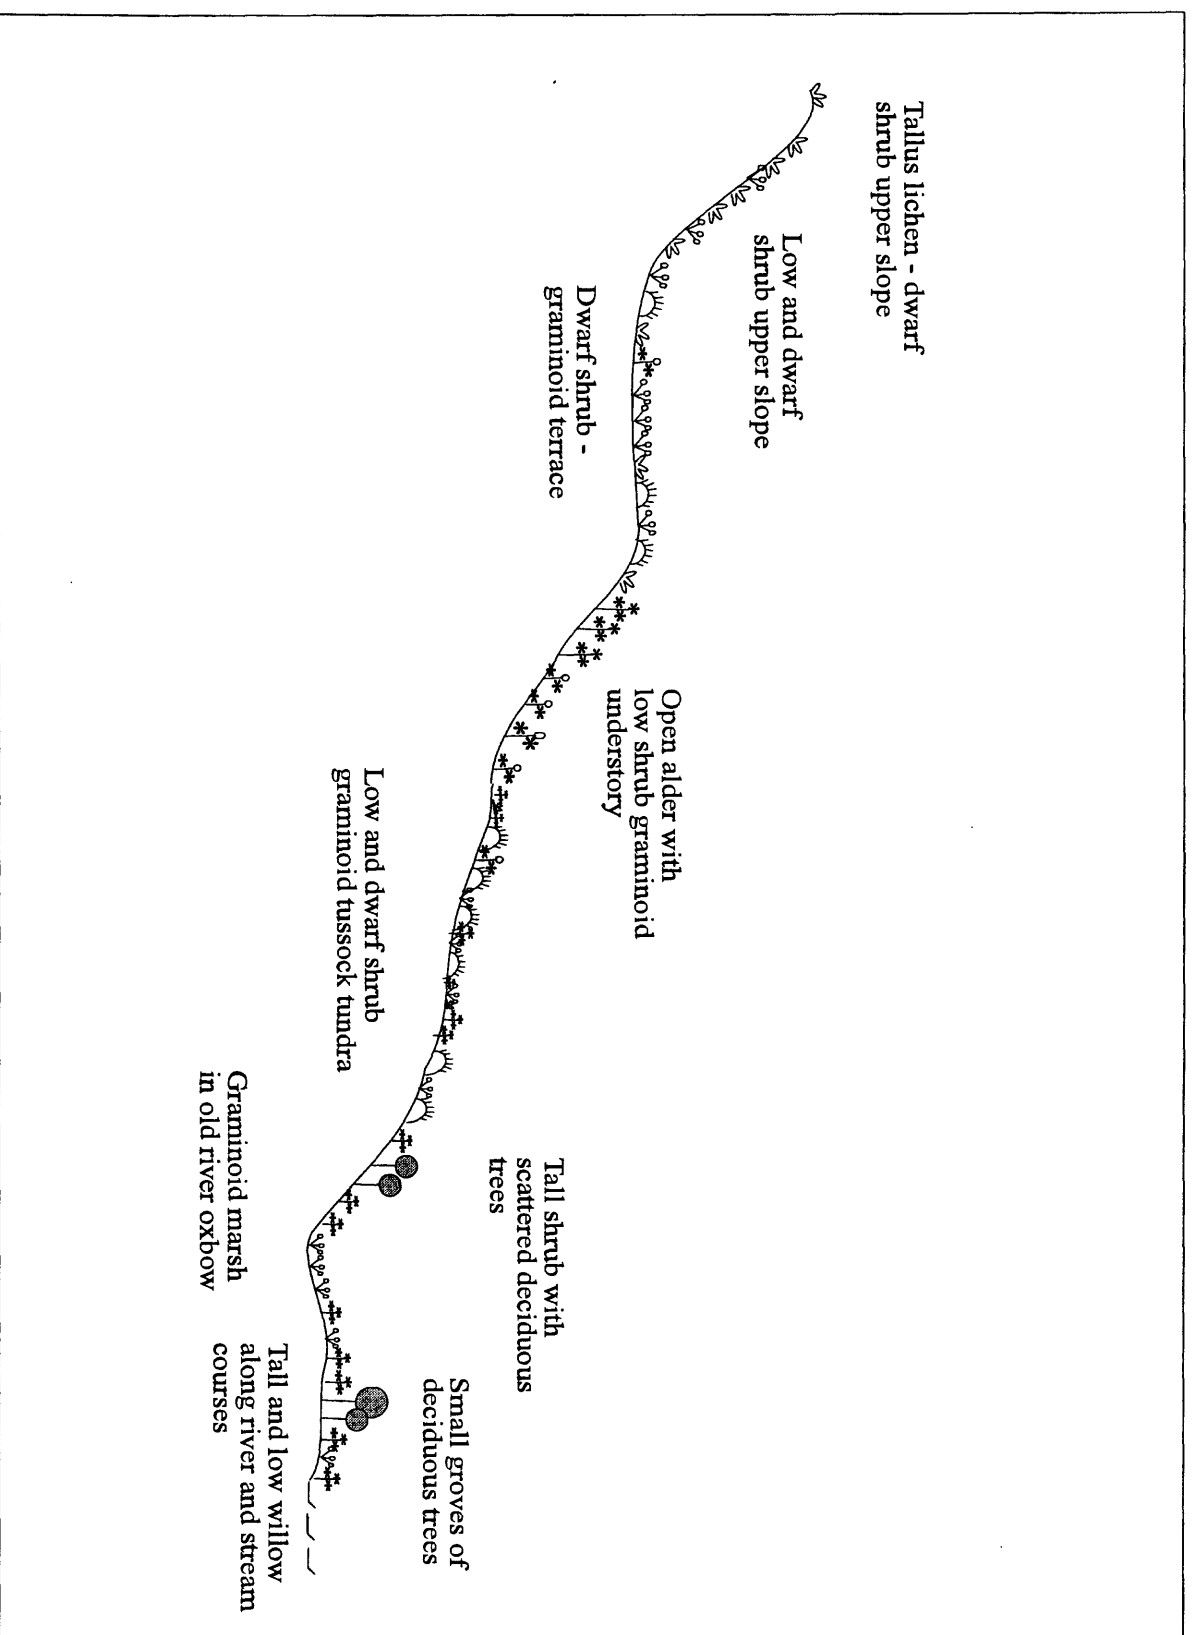 Tallus lichen - dwarf
shrub upper slope
Low and dwarf
shrub upper slope
Dwarf shrub -
graminoid terrace
Open alder with
low shrub graminoid
understory
Low and dwarf shrub
graminoid tussock tundra
Tall shrub with
scattered deciduous
trees
Graminoid marsh
in old river oxbow
Small groves of
deciduous trees
Tall and low willow
along river and stream
courses